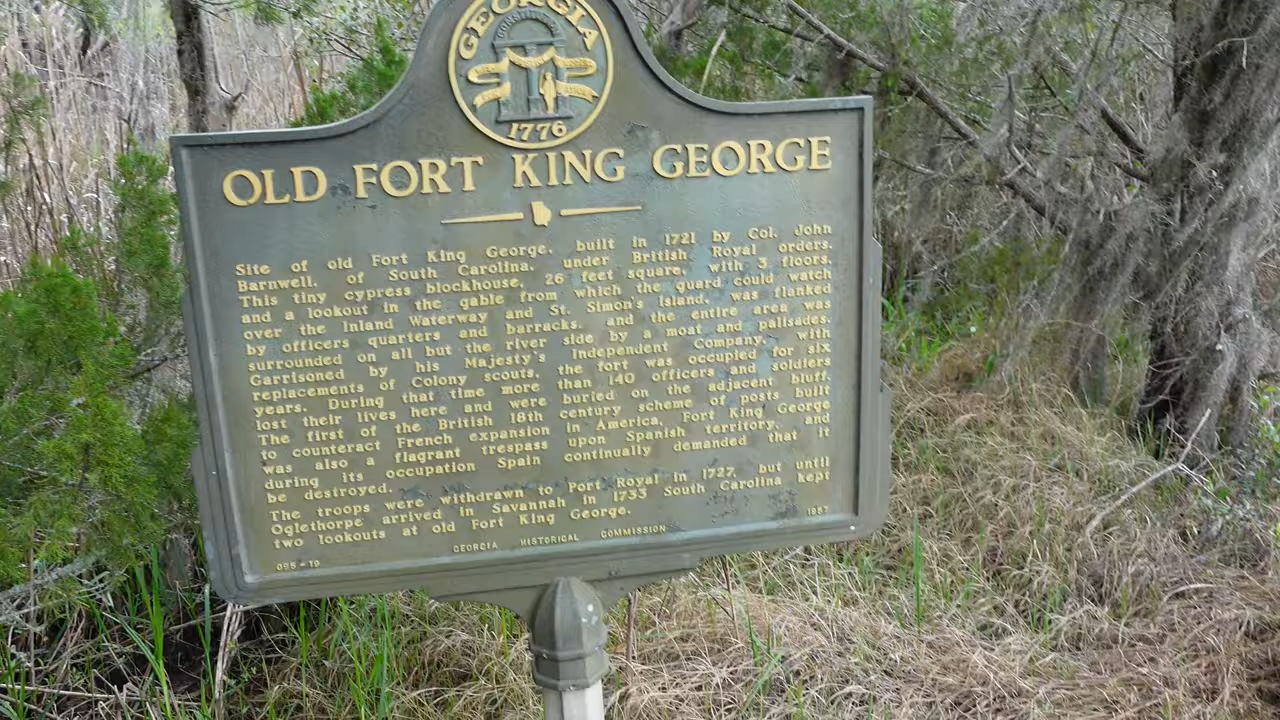 GEORGIA
1776
OLD FORT KING GEORGE
Site of old Fort King George, built in 1721 by Col. John
Barnwell, of South Carolina, under British Royal orders.
This tiny cypress blockhouse, 26 feet square, with 3 floors,
and a lookout in the gable from which the guard could watch
over the Inland Waterway and St. Simon's Island, was flanked
by officers quarters and barracks, and the entire area was
surrounded on all but the river side by a moat and palisades.
Garrisoned by his Majesty's Independent Company, with
replacements of Colony scouts, the fort was occupied for six
years. During that time more than 140 officers and soldiers
lost their lives here and were buried on the adjacent bluff.
The first of the British 18th century scheme of posts built
to counteract French expansion in America, Fort King George
was also a flagrant trespass upon Spanish territory, and
during its occupation Spain continually demanded that it
be destroyed.
The troops were withdrawn to Port Royal in 1727, but until
Oglethorpe arrived in Savannah in 1733 South Carolina kept
two lookouts at old Fort King George.
095-19 GEORGIA HISTORICAL COMMISSION 1957